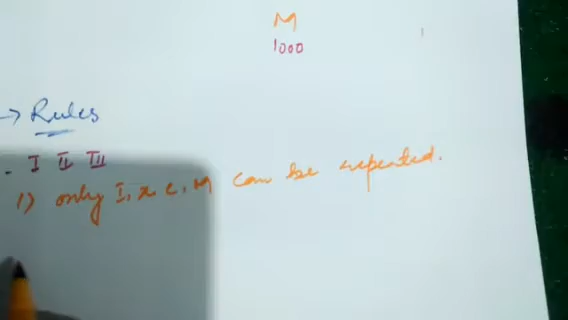 M
1000
→ Rules
- I II III
1) only I, x, c, M can be repeated.